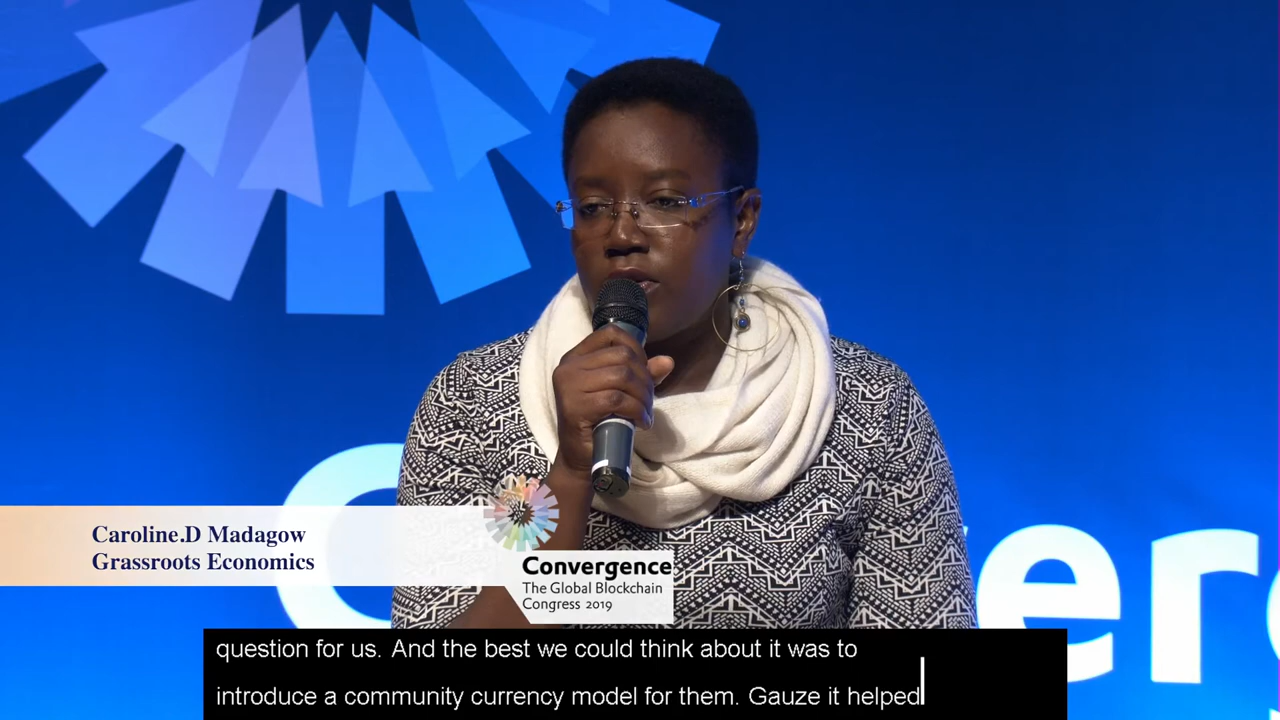 Caroline.D Madagow
Grassroots Economics
Convergence
The Global Blockchain
Congress 2019
C
verg
question for us. And the best we could think about it was to
introduce a community currency model for them. Gauze it helped